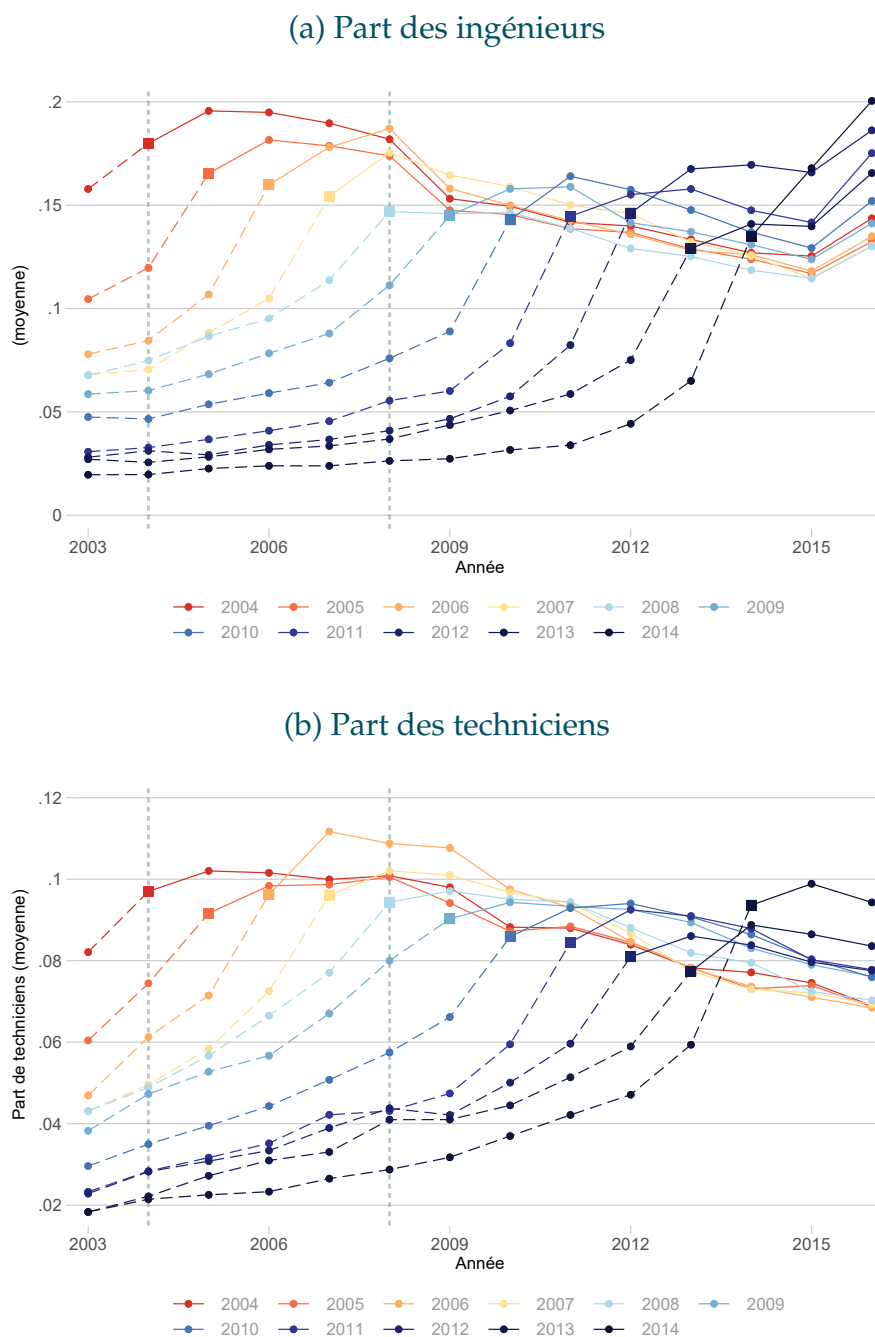 (a) Part des ingénieurs
.2
.15
.1
.05
0
(moyenne)
2003 2006 2009 2012 2015
Année
2004 2005 2006 2007 2008 2009
2010 2011 2012 2013 2014
(b) Part des techniciens
.12
.1
.08
.06
.04
.02
Part de techniciens (moyenne)
2003 2006 2009 2012 2015
Année
2004 2005 2006 2007 2008 2009
2010 2011 2012 2013 2014